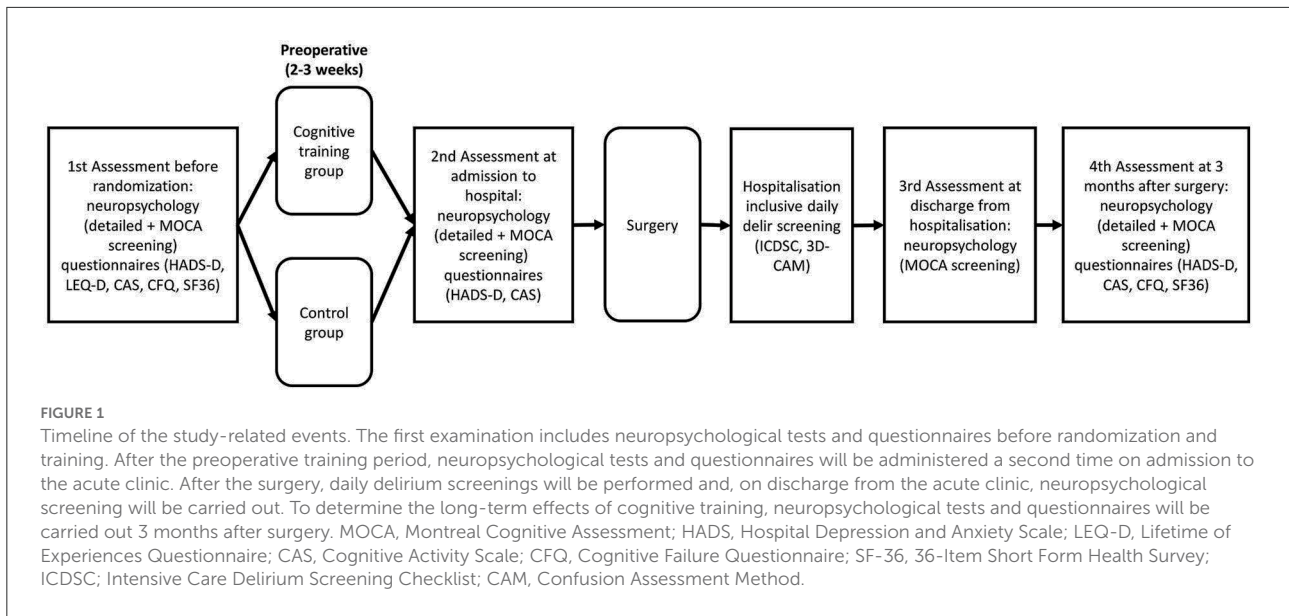 Preoperative
(2-3 weeks)
1st Assessment before
randomization:
neuropsychology
(detailed + MOCA
screening)
questionnaires (HADS-D,
LEQ-D, CAS, CFQ, SF36)
Cognitive
training
group
Control
group
2nd Assessment at
admission to
hospital:
neuropsychology
(detailed + MOCA
screening)
questionnaires
(HADS-D, CAS)
Surgery
Hospitalisation
inclusive daily
delir screening
(ICDSC, 3D-
CAM)
3rd Assessment at
discharge from
hospitalisation:
neuropsychology
(MOCA screening)
4th Assessment at 3
months after surgery:
neuropsychology
(detailed + MOCA
screening)
questionnaires (HADS-D,
CAS, CFQ, SF36)
FIGURE 1
Timeline of the study-related events. The first examination includes neuropsychological tests and questionnaires before randomization and
training. After the preoperative training period, neuropsychological tests and questionnaires will be administered a second time on admission to
the acute clinic. After the surgery, daily delirium screenings will be performed and, on discharge from the acute clinic, neuropsychological
screening will be carried out. To determine the long-term effects of cognitive training, neuropsychological tests and questionnaires will be
carried out 3 months after surgery. MOCA, Montreal Cognitive Assessment; HADS, Hospital Depression and Anxiety Scale; LEQ-D, Lifetime of
Experiences Questionnaire; CAS, Cognitive Activity Scale; CFQ, Cognitive Failure Questionnaire; SF-36, 36-Item Short Form Health Survey;
ICDSC; Intensive Care Delirium Screening Checklist; CAM, Confusion Assessment Method.